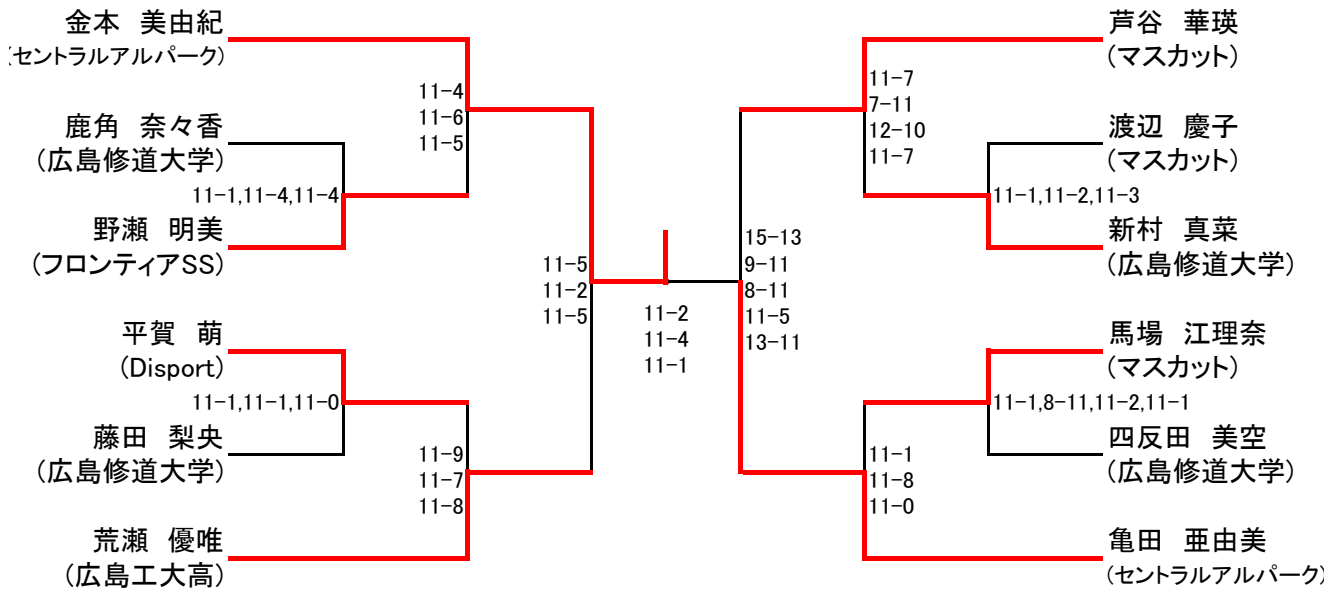 金本 美由紀
(セントラルアルパーク)
11-4
11-6
11-5
鹿角 奈々香
(広島修道大学)
11-1,11-4,11-4
野瀬 明美
(フロンティアSS)
11-5
11-2
11-5
平賀 萌
(Disport)
11-1,11-1,11-0
藤田 梨央
(広島修道大学)
11-9
11-7
11-8
荒瀬 優唯
(広島工大高)
11-2
11-4
11-1
芦谷 華瑛
(マスカット)
11-7
7-11
12-10
11-7
渡辺 慶子
(マスカット)
11-1,11-2,11-3
新村 真菜
(広島修道大学)
15-13
9-11
8-11
11-5
13-11
馬場 江理奈
(マスカット)
11-1,8-11,11-2,11-1
四反田 美空
(広島修道大学)
11-1
11-8
11-0
亀田 亜由美
(セントラルアルパーク)